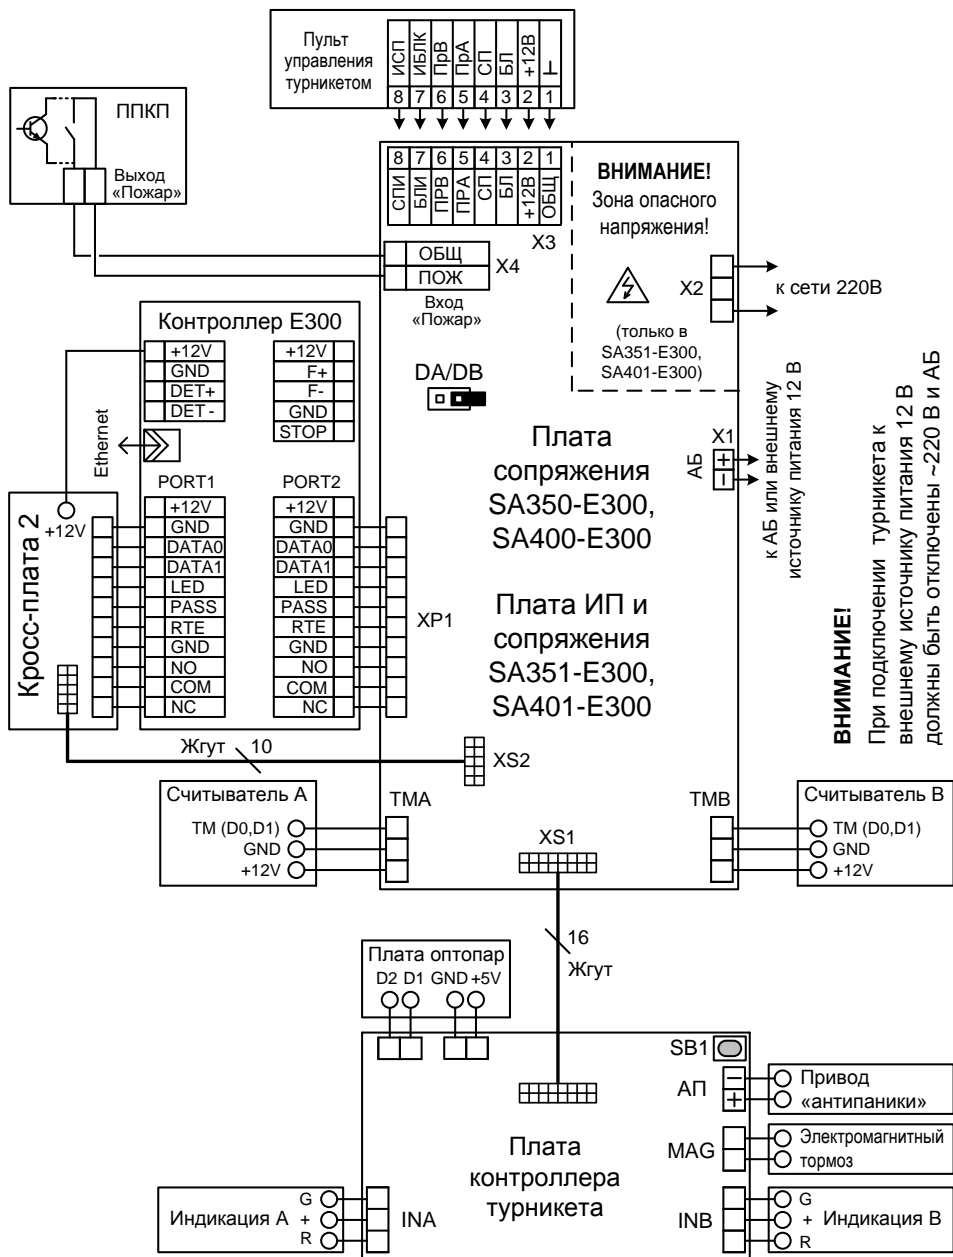 Пульт
управления
турникетом
ИСП
ИБЛК
ПрВ
ПрА
СП
БЛ
+12В
⊥
8 7 6 5 4 3 2 1
ППКП
Выход
«Пожар»
8 7 6 5 4 3 2 1
СПИ
БПИ
ПРВ
ПРА
СП
БЛ
+12В
ОБЩ
X3
ВНИМАНИЕ!
Зона опасного
напряжения!
X2
к сети 220В
(только в
SA351-E300,
SA401-E300)
ОБЩ
ПОЖ
X4
Вход
«Пожар»
Контроллер E300
+12V
GND
DET+
DET -
+12V
F+
F-
GND
STOP
Ethernet
DA/DB
X1
АБ
+
−
к АБ или внешнему
источнику питания 12 В
ВНИМАНИЕ!
При подключении турникета к
внешнему источнику питания 12 В
должны быть отключены ~220 В и АБ
Плата
сопряжения
SA350-E300,
SA400-E300
Плата ИП и
сопряжения
SA351-E300,
SA401-E300
Кросс-плата 2
+12V
PORT1
+12V
GND
DATA0
DATA1
LED
PASS
RTE
GND
NO
COM
NC
PORT2
+12V
GND
DATA0
DATA1
LED
PASS
RTE
GND
NO
COM
NC
XP1
Жгут 10
XS2
Считыватель А
TM (D0,D1)
GND
+12V
TMA
XS1
TMB
Считыватель В
TM (D0,D1)
GND
+12V
16
Жгут
Плата оптопар
D2 D1 GND +5V
SB1
АП
−
+
Привод
«антипаники»
MAG
Электромагнитный
тормоз
Плата
контроллера
турникета
Индикация А
G
+
R
INA
INB
G
+
R
Индикация В